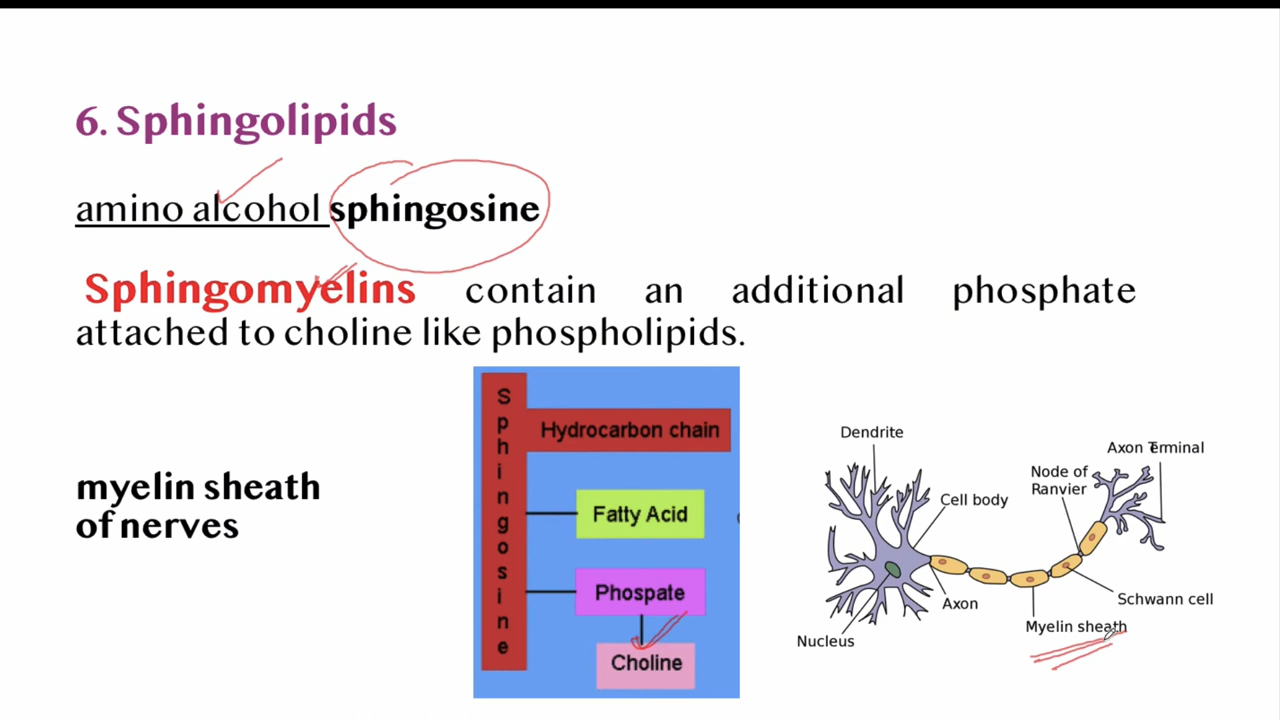 6. Sphingolipids
amino alcohol sphingosine
Sphingomyelins contain an additional phosphate
attached to choline like phospholipids.
myelin sheath
of nerves
Sphingosine
Hydrocarbon chain
Fatty Acid
Phospate
Choline
Dendrite
Cell body
Axon Terminal
Node of
Ranvier
Axon
Schwann cell
Myelin sheath
Nucleus